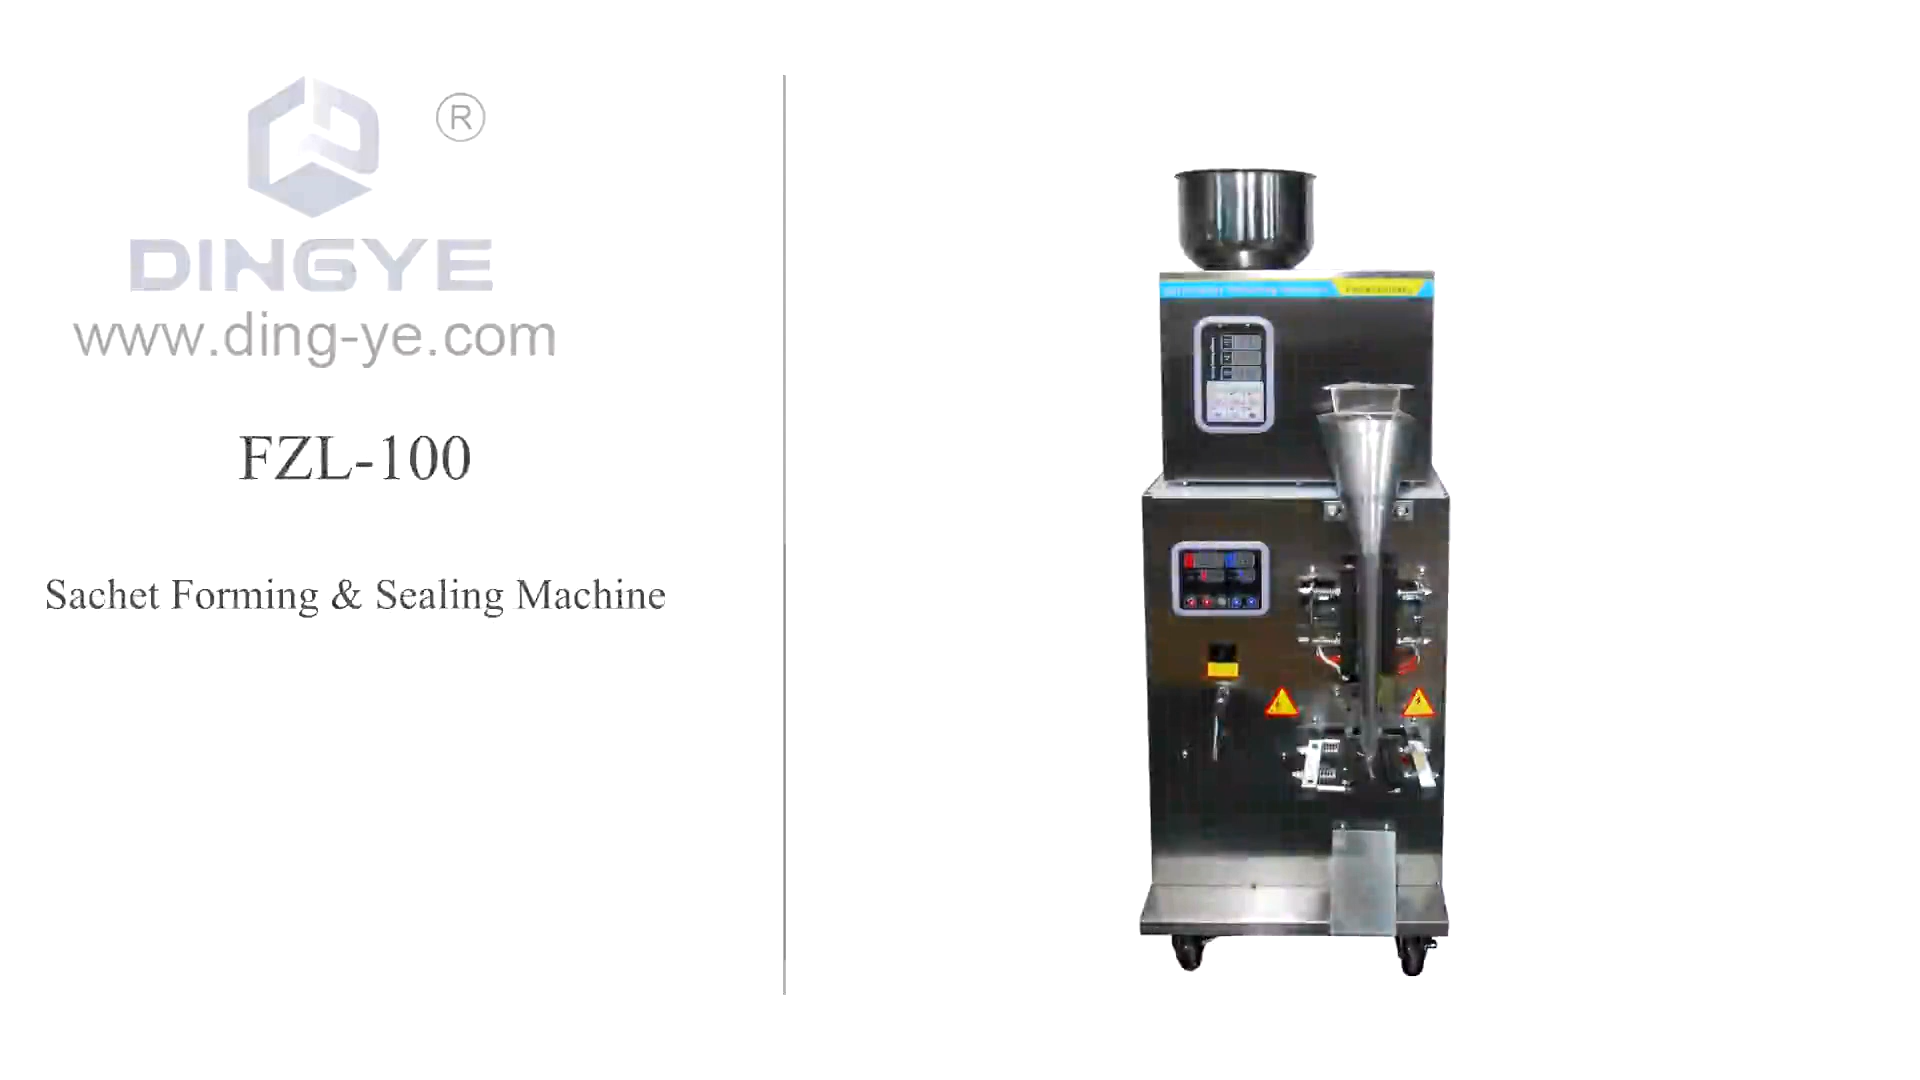 ®
DINGYE
www.ding-ye.com
FZL-100
Sachet Forming & Sealing Machine